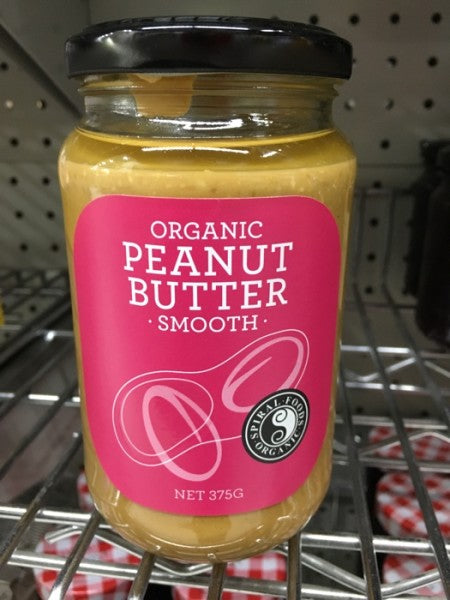 ORGANIC
PEANUT
BUTTER
· SMOOTH ·
SPIRAL · FOODS
· ORGANIC ·
NET 375G